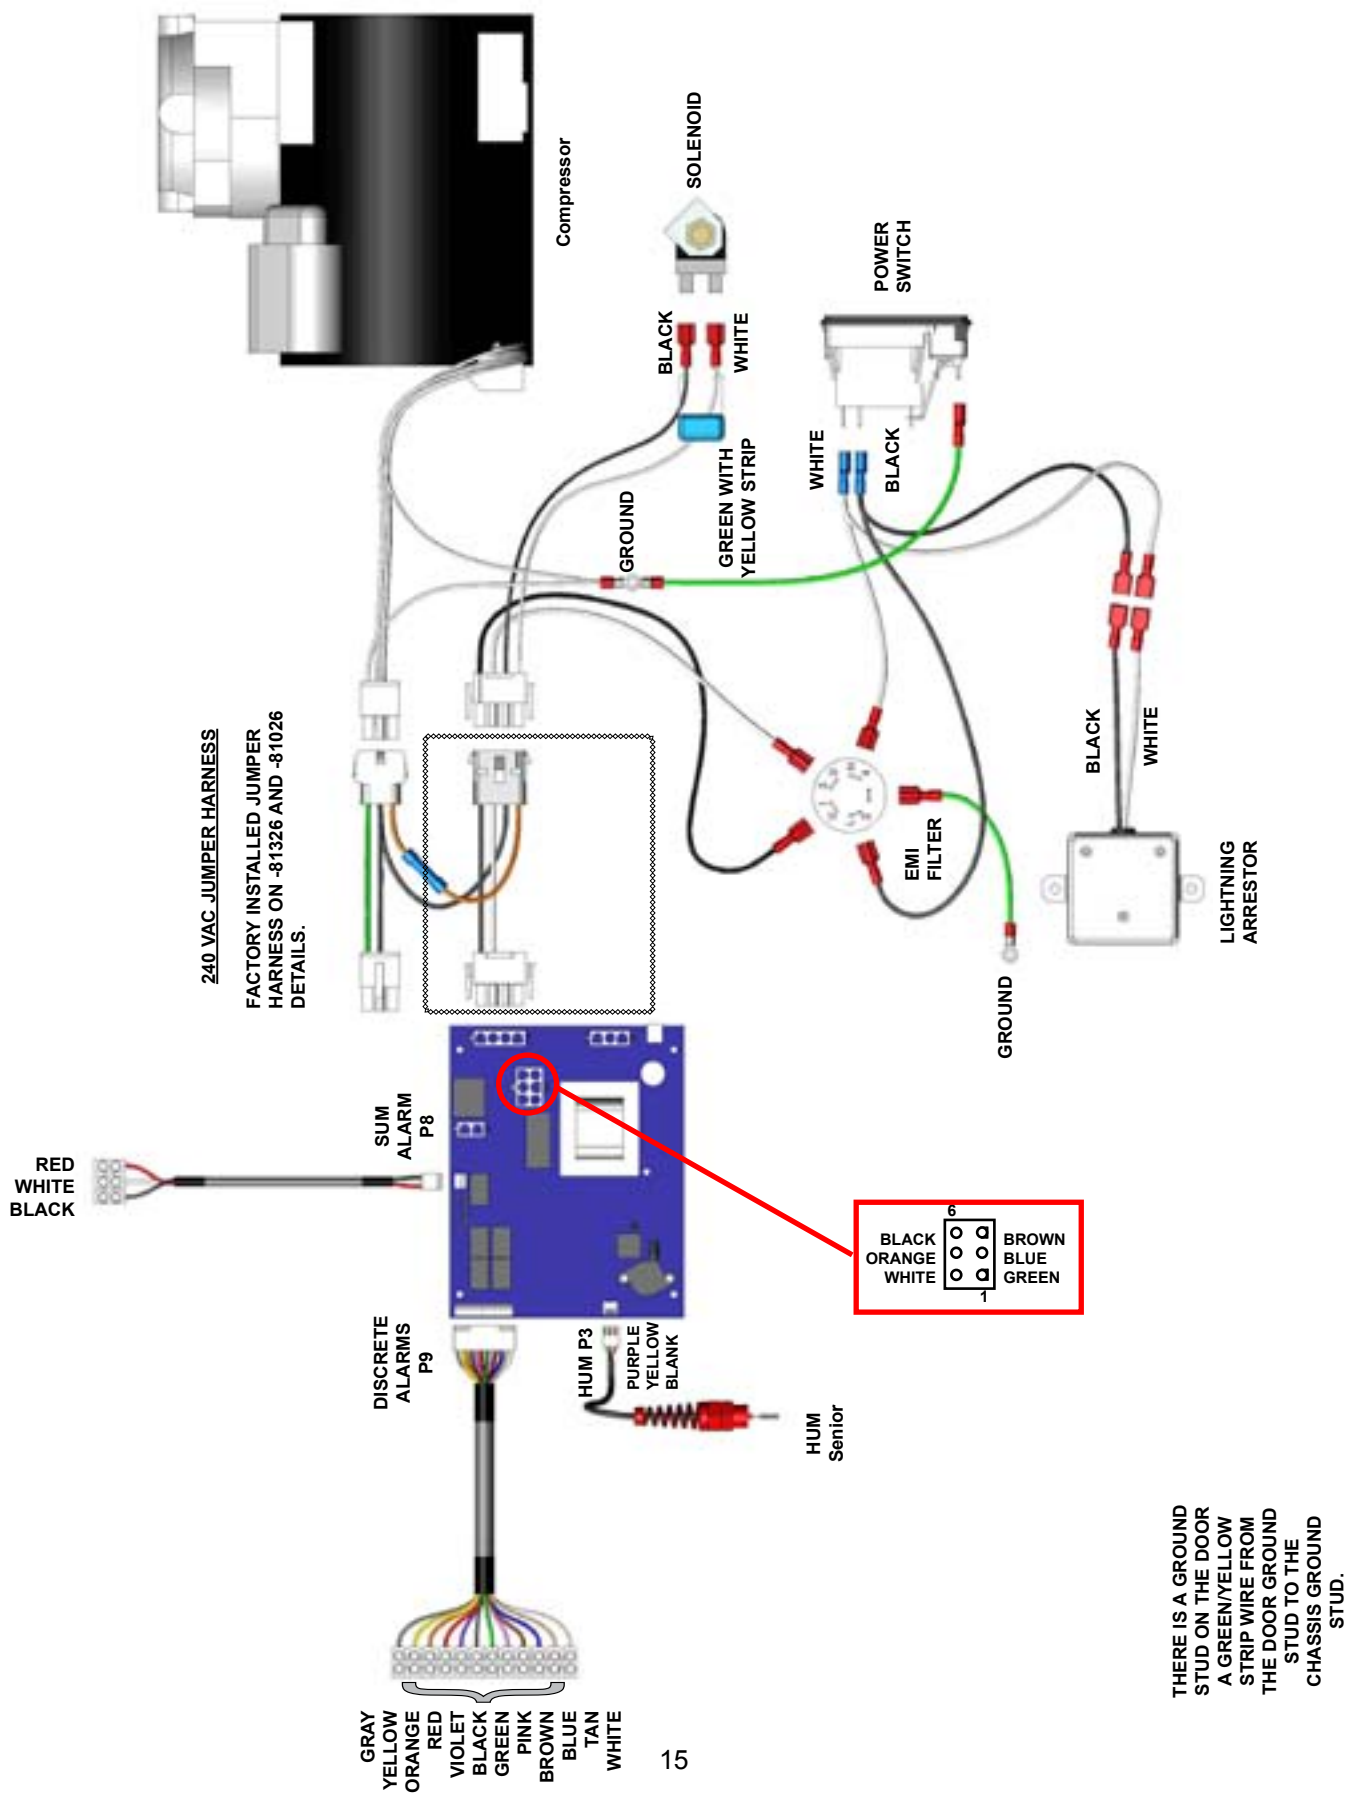 Compressor
SOLENOID
BLACK
WHITE
POWER
SWITCH
GREEN WITH
YELLOW STRIP
WHITE
BLACK
GROUND
240 VAC JUMPER HARNESS
FACTORY INSTALLED JUMPER
HARNESS ON -81326 AND -81026
DETAILS.
EMI
FILTER
BLACK
WHITE
LIGHTNING
ARRESTOR
GROUND
SUM
ALARM
P8
RED
WHITE
BLACK
6
BLACK
BROWN
ORANGE
BLUE
WHITE
GREEN
1
DISCRETE
ALARMS
P9
HUM P3
PURPLE
YELLOW
BLANK
HUM
Senior
GRAY
YELLOW
ORANGE
RED
VIOLET
BLACK
GREEN
PINK
BROWN
BLUE
TAN
WHITE
THERE IS A GROUND
STUD ON THE DOOR
A GREEN/YELLOW
STRIP WIRE FROM
THE DOOR GROUND
STUD TO THE
CHASSIS GROUND
STUD.
15